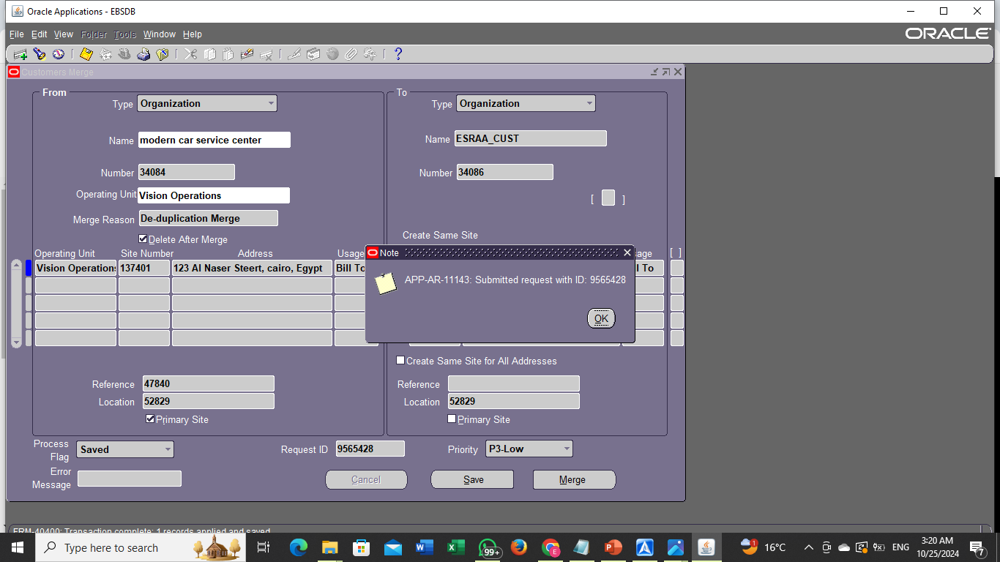 Oracle Applications - EBSDB
File Edit View Folder Tools Window Help
ORACLE
?
Customers Merge
From
To
Type Organization
Type Organization
Name modern car service center
Name ESRAA_CUST
Number 34084
Number 34086
Operating Unit Vision Operations
[ ]
Merge Reason De-duplication Merge
Delete After Merge
Create Same Site
Operating Unit Site Number Address Usage
[ ]
Vision Operations 137401 123 Al Naser Steert, cairo, Egypt Bill To
Note
APP-AR-11143: Submitted request with ID: 9565428
OK
Create Same Site for All Addresses
Reference 47840
Reference
Location 52829
Location 52829
Primary Site
Primary Site
Process Flag Saved
Request ID 9565428
Priority P3-Low
Error Message
Cancel Save Merge
FRM-40400: Transaction complete: 1 records applied and saved.
Type here to search
99+
E
1
16°C
ENG
3:20 AM
10/25/2024
7